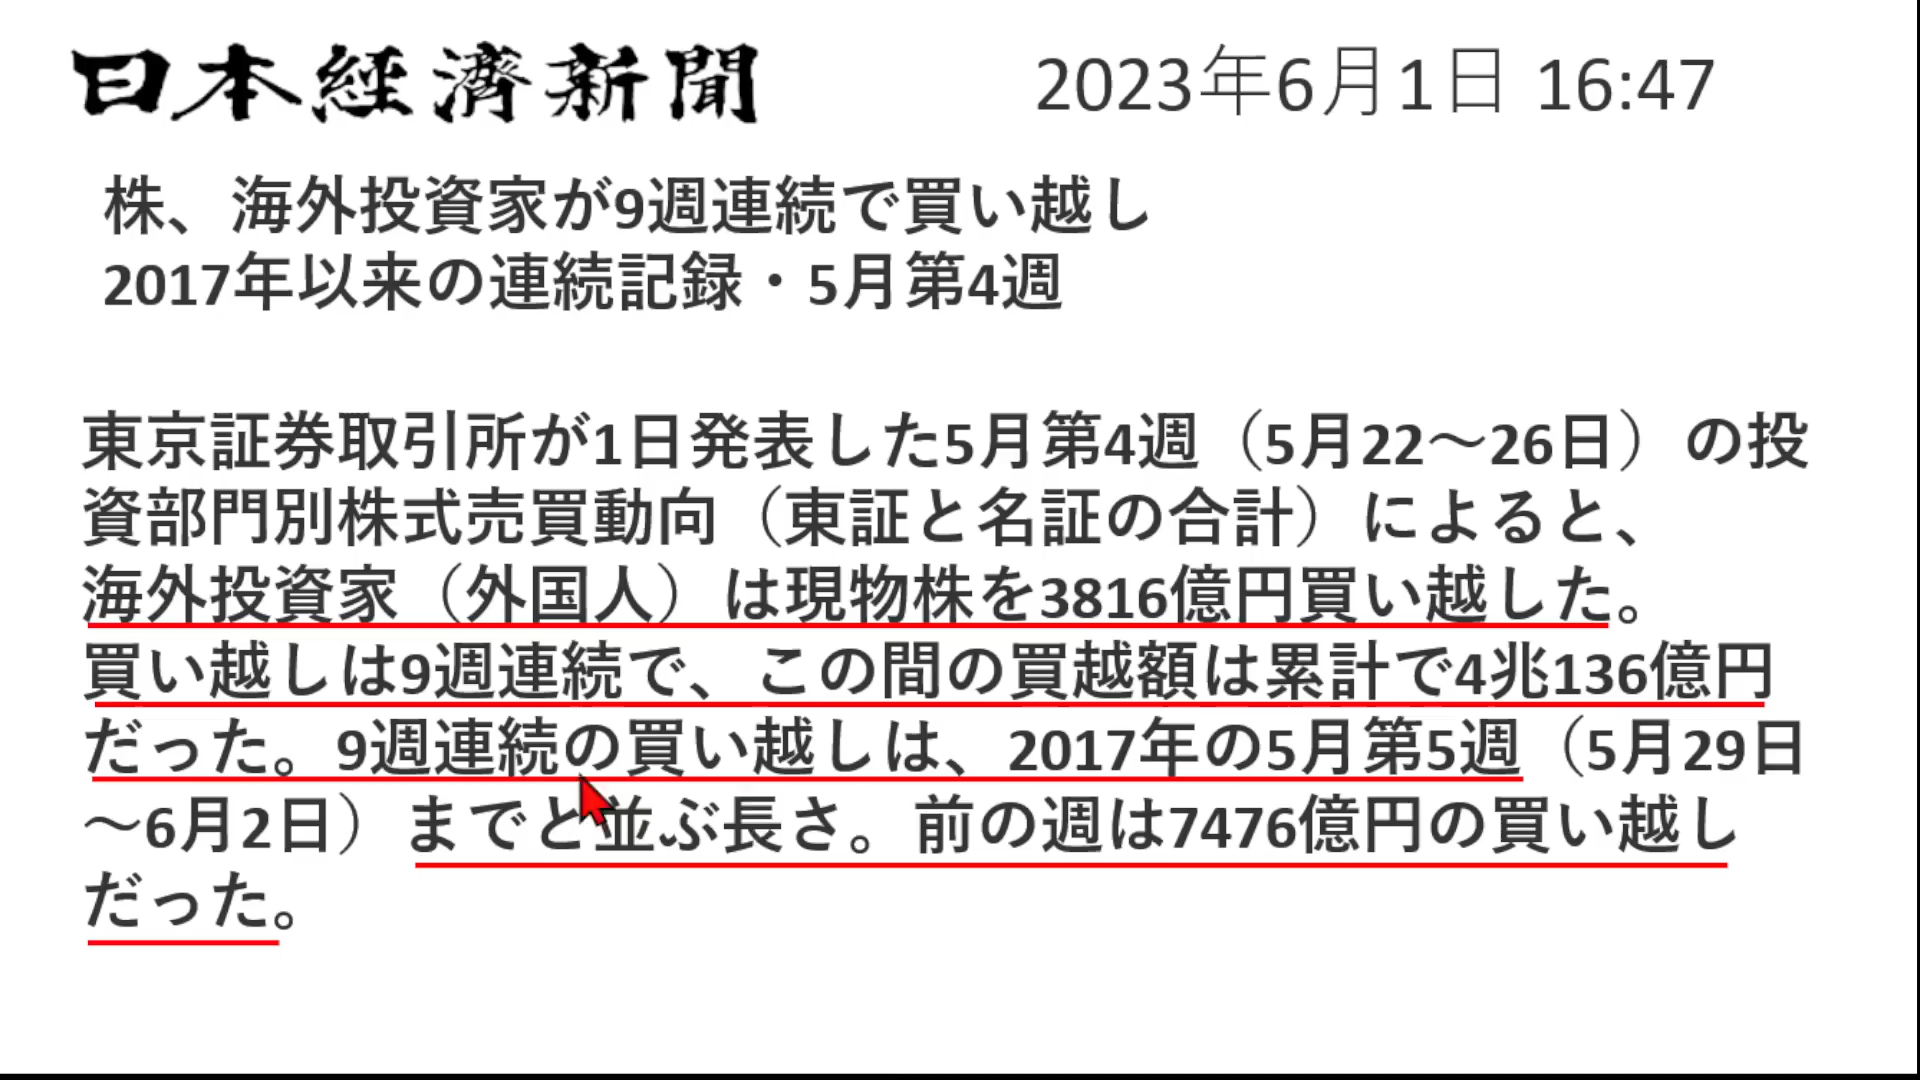 日本経済新聞
2023年6月1日 16:47
株、海外投資家が9週連続で買い越し
2017年以来の連続記録・5月第4週
東京証券取引所が1日発表した5月第4週（5月22～26日）の投
資部門別株式売買動向（東証と名証の合計）によると、
海外投資家（外国人）は現物株を3816億円買い越した。
買い越しは9週連続で、この間の買越額は累計で4兆136億円
だった。9週連続の買い越しは、2017年の5月第5週（5月29日
～6月2日）までと並ぶ長さ。前の週は7476億円の買い越し
だった。